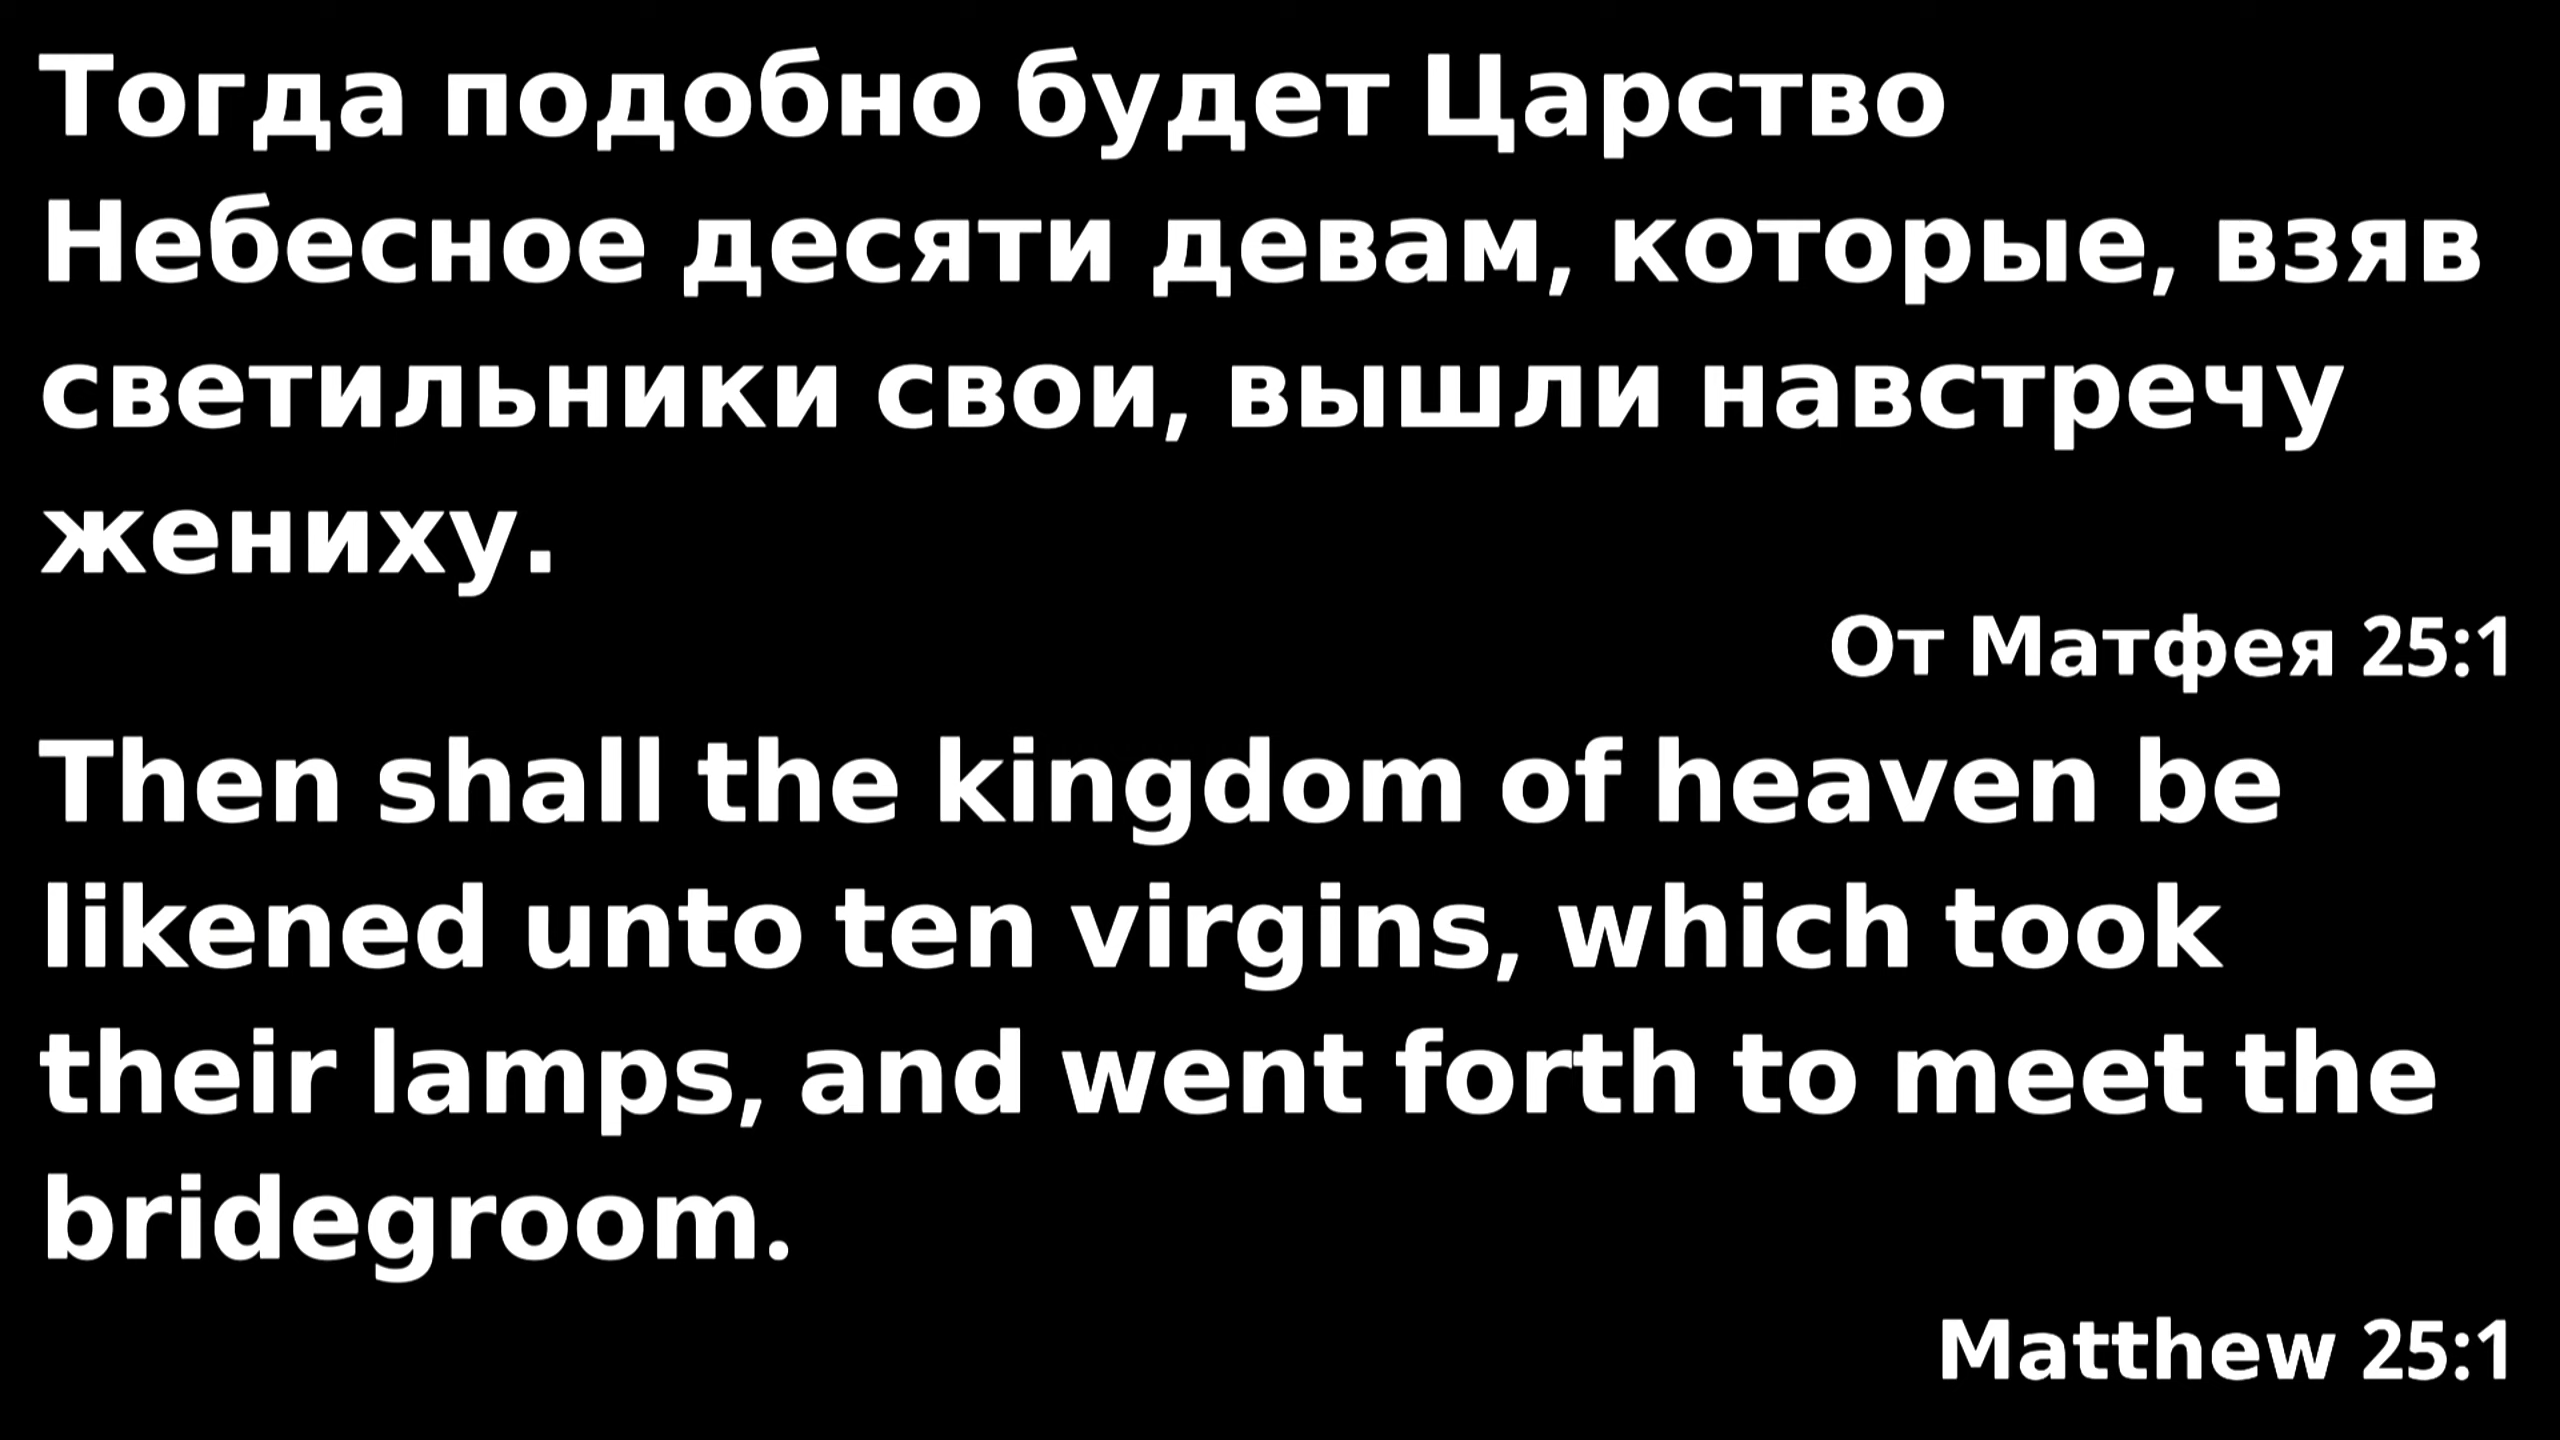 Тогда подобно будет Царство
Небесное десяти девам, которые, взяв
светильники свои, вышли навстречу
жениху.
От Матфея 25:1
Then shall the kingdom of heaven be
likened unto ten virgins, which took
their lamps, and went forth to meet the
bridegroom.
Matthew 25:1